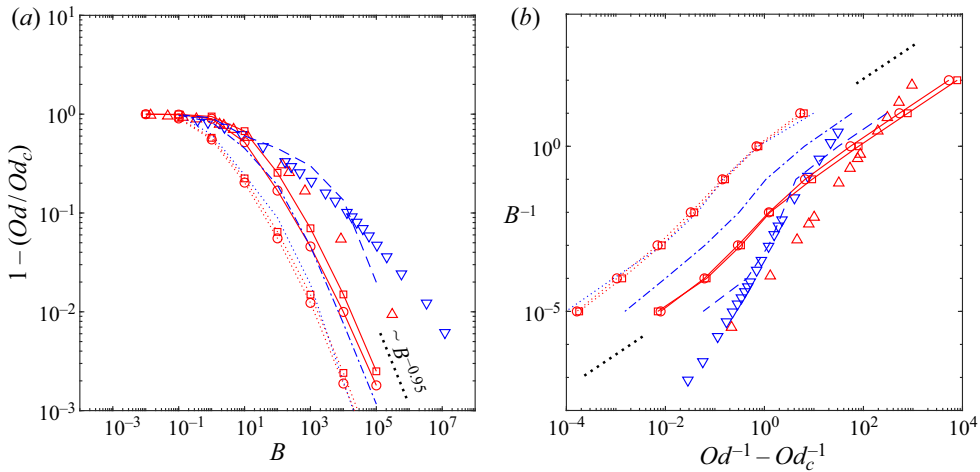 (a)
10^1
10^0
10^{-1}
10^{-2}
10^{-3}
1 – (Od/Od_c)
~ B^{-0.95}
10^{-3} 10^{-1} 10^1 10^3 10^5 10^7
B
(b)
10^0
10^{-5}
B^{-1}
10^{-4} 10^{-2} 10^0 10^2 10^4
Od^{-1} – Od_c^{-1}